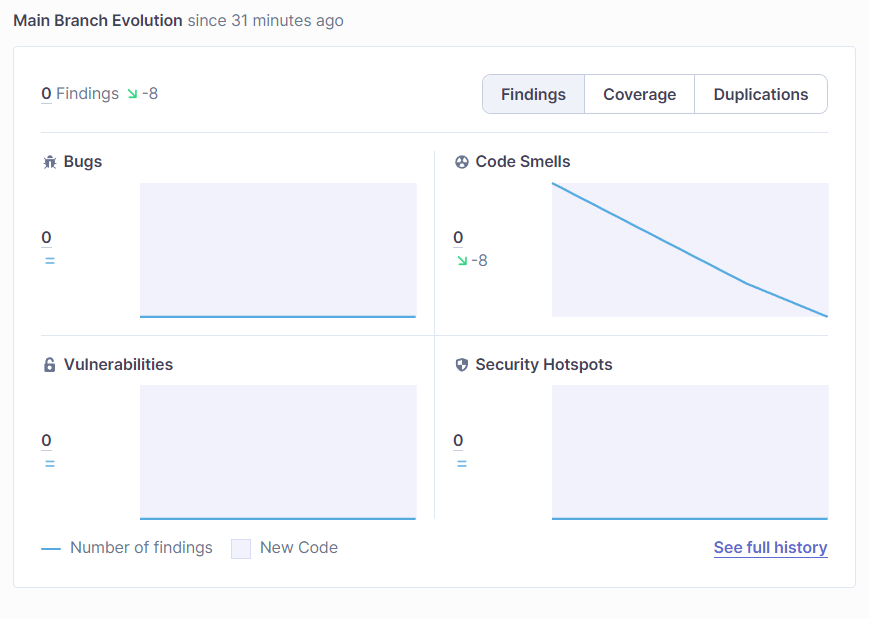 Main Branch Evolution since 31 minutes ago
0 Findings -8
Findings Coverage Duplications
Bugs
0
=
Code Smells
0
-8
Vulnerabilities
0
=
Security Hotspots
0
=
Number of findings New Code
See full history